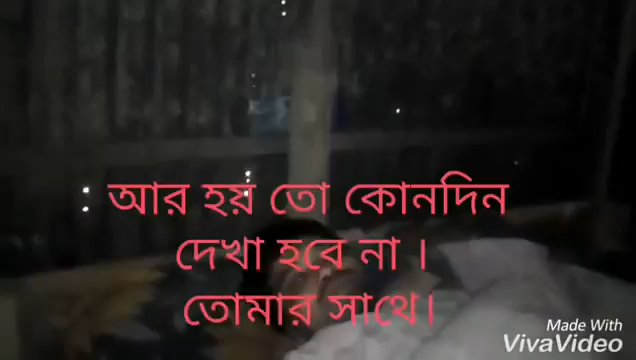 আর হয় তো কোনদিন
দেখা হবে না ।
তোমার সাথে।
Made With
VivaVideo